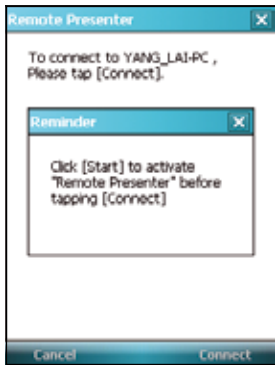 Remote Presenter
To connect to YANG_LAI-PC ,
Please tap [Connect].
Reminder
Click [Start] to activate
"Remote Presenter" before
tapping [Connect]
Cancel Connect